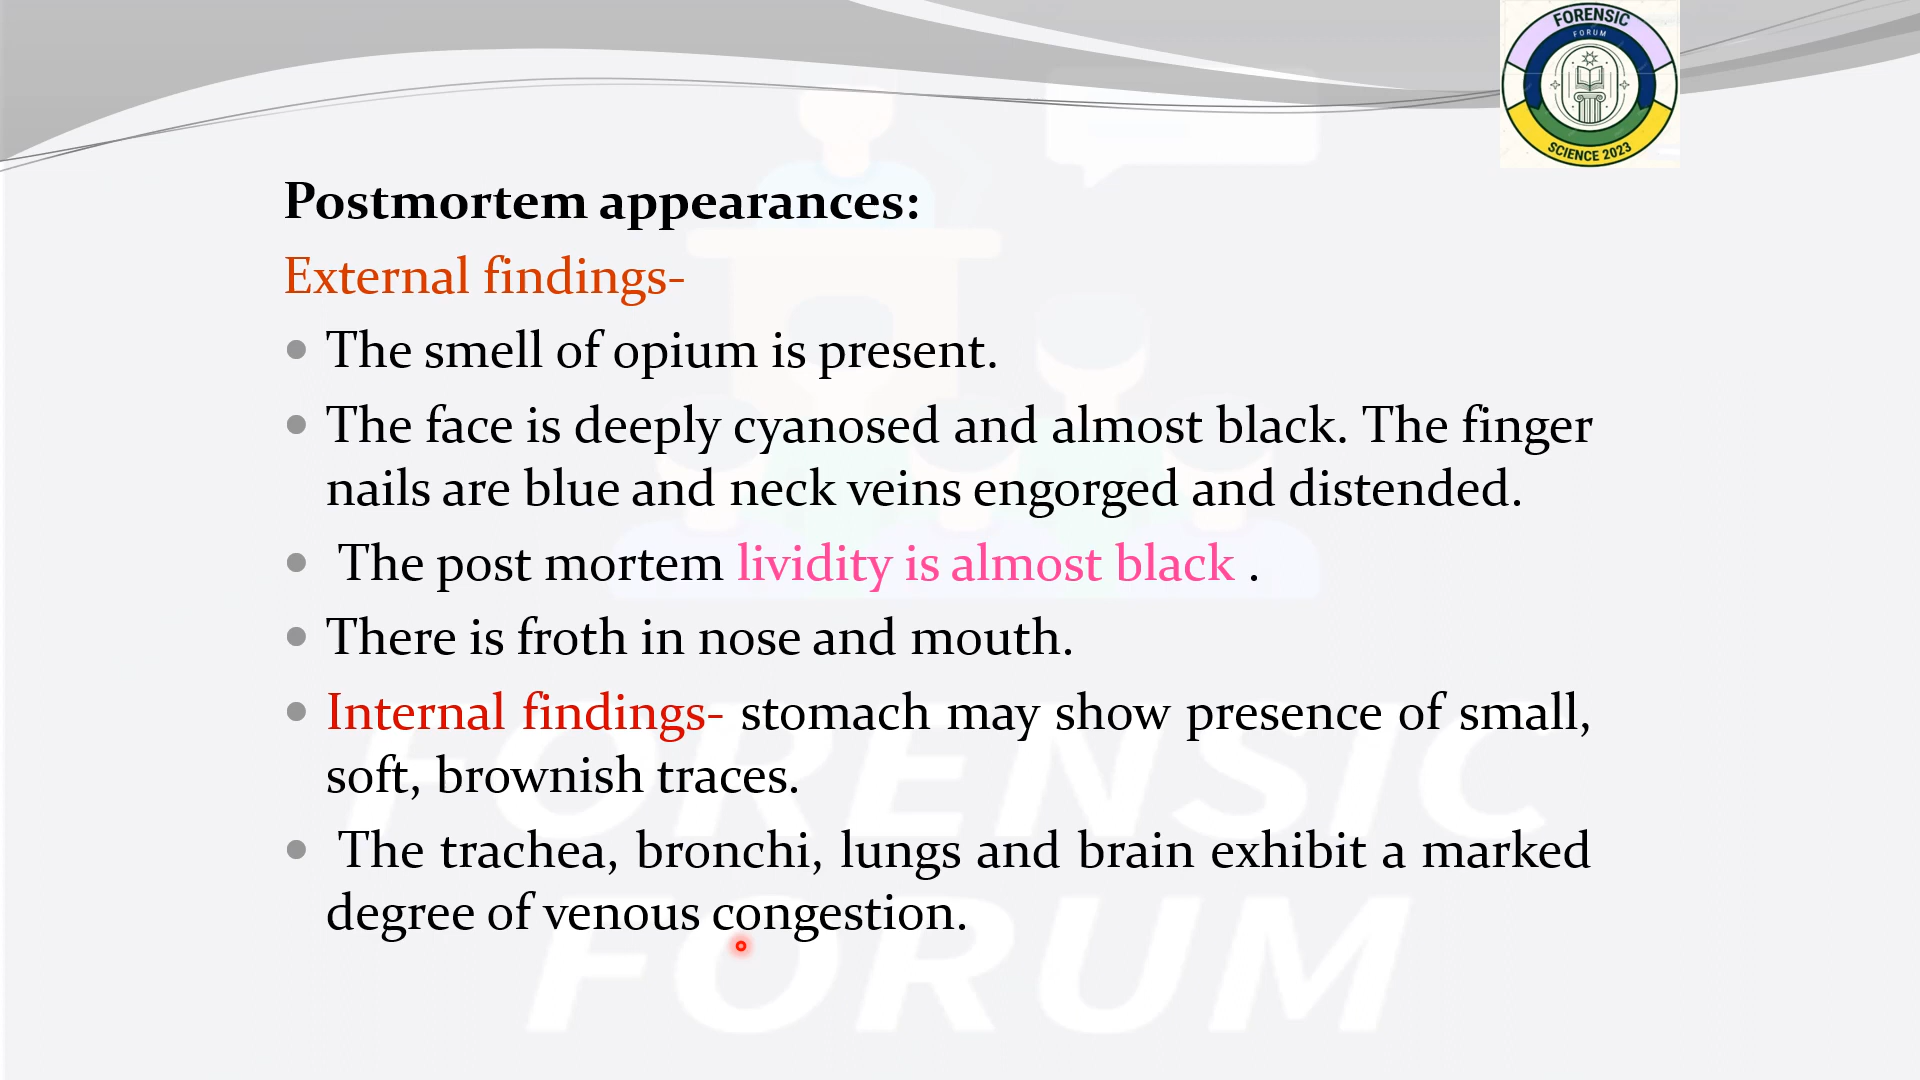 FORENSIC
FORUM
SCIENCE 2023
Postmortem appearances:
External findings-
• The smell of opium is present.
• The face is deeply cyanosed and almost black. The finger
nails are blue and neck veins engorged and distended.
• The post mortem lividity is almost black .
• There is froth in nose and mouth.
• Internal findings- stomach may show presence of small,
soft, brownish traces.
• The trachea, bronchi, lungs and brain exhibit a marked
degree of venous congestion.
FORENSIC
FORUM